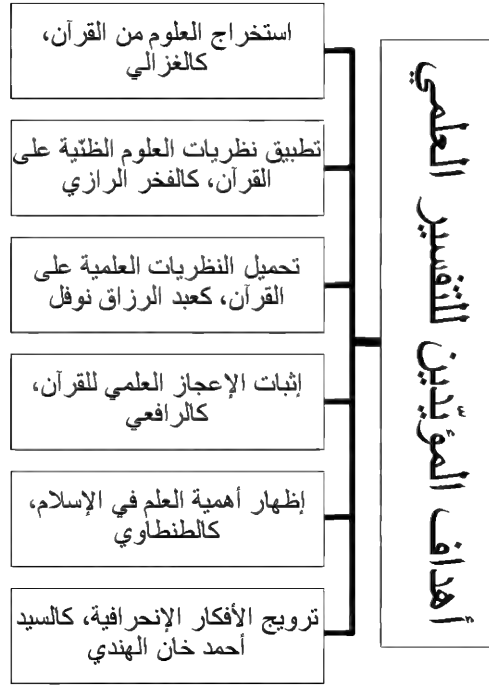 أهداف المؤيّدين للتفسير العلمي
استخراج العلوم من القرآن،
كالغزالي
تطبيق نظريات العلوم الظنّية على
القرآن، كالفخر الرازي
تحميل النظريات العلمية على
القرآن، كعبد الرزاق نوفل
إثبات الإعجاز العلمي للقرآن،
كالرافعي
إظهار أهمية العلم في الإسلام،
كالطنطاوي
ترويج الأفكار الإنحرافية، كالسيد
أحمد خان الهندي